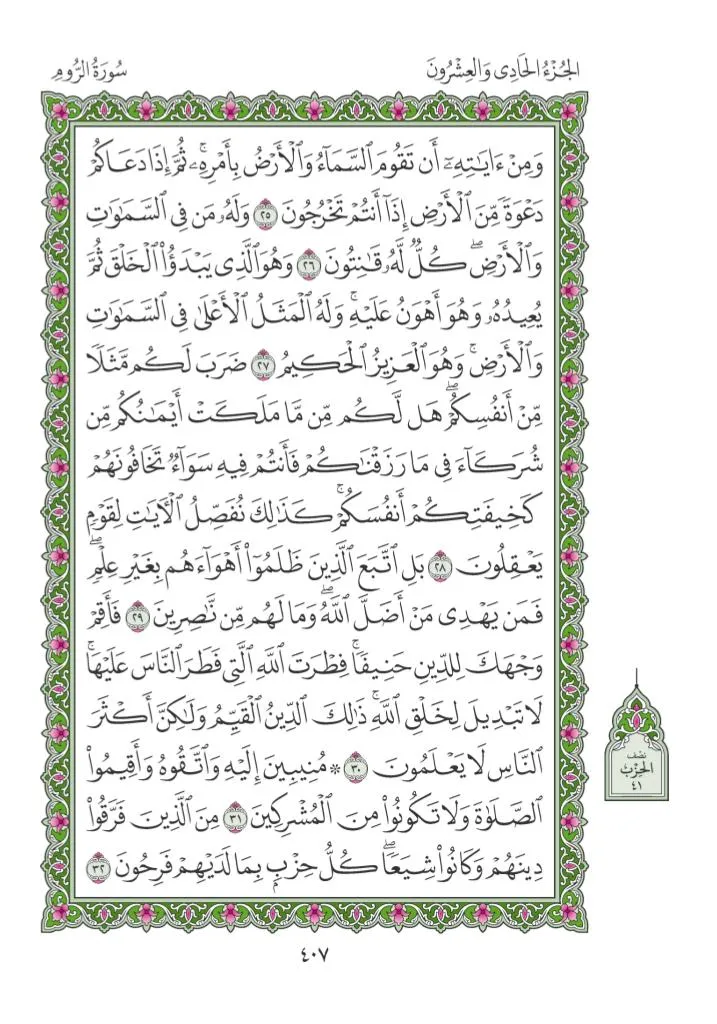 الجُزْءُ الحَادِي وَالعِشْرُونَ
سُورَةُ الرُّومِ
وَمِنْ ءَايَٰتِهِۦٓ أَن تَقُومَ ٱلسَّمَآءُ وَٱلْأَرْضُ بِأَمْرِهِۦۚ ثُمَّ إِذَا دَعَاكُمْ
دَعْوَةً مِّنَ ٱلْأَرْضِ إِذَآ أَنتُمْ تَخْرُجُونَ ٢٥ وَلَهُۥ مَن فِى ٱلسَّمَٰوَٰتِ
وَٱلْأَرْضِۖ كُلٌّ لَّهُۥ قَٰنِتُونَ ٢٦ وَهُوَ ٱلَّذِى يَبْدَؤُا۟ ٱلْخَلْقَ ثُمَّ
يُعِيدُهُۥ وَهُوَ أَهْوَنُ عَلَيْهِۚ وَلَهُ ٱلْمَثَلُ ٱلْأَعْلَىٰ فِى ٱلسَّمَٰوَٰتِ
وَٱلْأَرْضِۚ وَهُوَ ٱلْعَزِيزُ ٱلْحَكِيمُ ٢٧ ضَرَبَ لَكُم مَّثَلًا
مِّنْ أَنفُسِكُمْۖ هَل لَّكُم مِّن مَّا مَلَكَتْ أَيْمَٰنُكُم مِّن
شُرَكَآءَ فِى مَا رَزَقْنَٰكُمْ فَأَنتُمْ فِيهِ سَوَآءٌ تَخَافُونَهُمْ
كَخِيفَتِكُمْ أَنفُسَكُمْۚ كَذَٰلِكَ نُفَصِّلُ ٱلْءَايَٰتِ لِقَوْمٍ
يَعْقِلُونَ ٢٨ بَلِ ٱتَّبَعَ ٱلَّذِينَ ظَلَمُوٓا۟ أَهْوَآءَهُم بِغَيْرِ عِلْمٍۖ
فَمَن يَهْدِى مَنْ أَضَلَّ ٱللَّهُۖ وَمَا لَهُم مِّن نَّٰصِرِينَ ٢٩ فَأَقِمْ
وَجْهَكَ لِلدِّينِ حَنِيفًاۚ فِطْرَتَ ٱللَّهِ ٱلَّتِى فَطَرَ ٱلنَّاسَ عَلَيْهَاۚ
لَا تَبْدِيلَ لِخَلْقِ ٱللَّهِۚ ذَٰلِكَ ٱلدِّينُ ٱلْقَيِّمُ وَلَٰكِنَّ أَكْثَرَ
ٱلنَّاسِ لَا يَعْلَمُونَ ٣٠ ۞ مُنِيبِينَ إِلَيْهِ وَٱتَّقُوهُ وَأَقِيمُوا۟
ٱلصَّلَوٰةَ وَلَا تَكُونُوا۟ مِنَ ٱلْمُشْرِكِينَ ٣١ مِنَ ٱلَّذِينَ فَرَّقُوا۟
دِينَهُمْ وَكَانُوا۟ شِيَعًاۖ كُلُّ حِزْبٍۭ بِمَا لَدَيْهِمْ فَرِحُونَ ٣٢
نصف
الحزب
٤١
٤٠٧